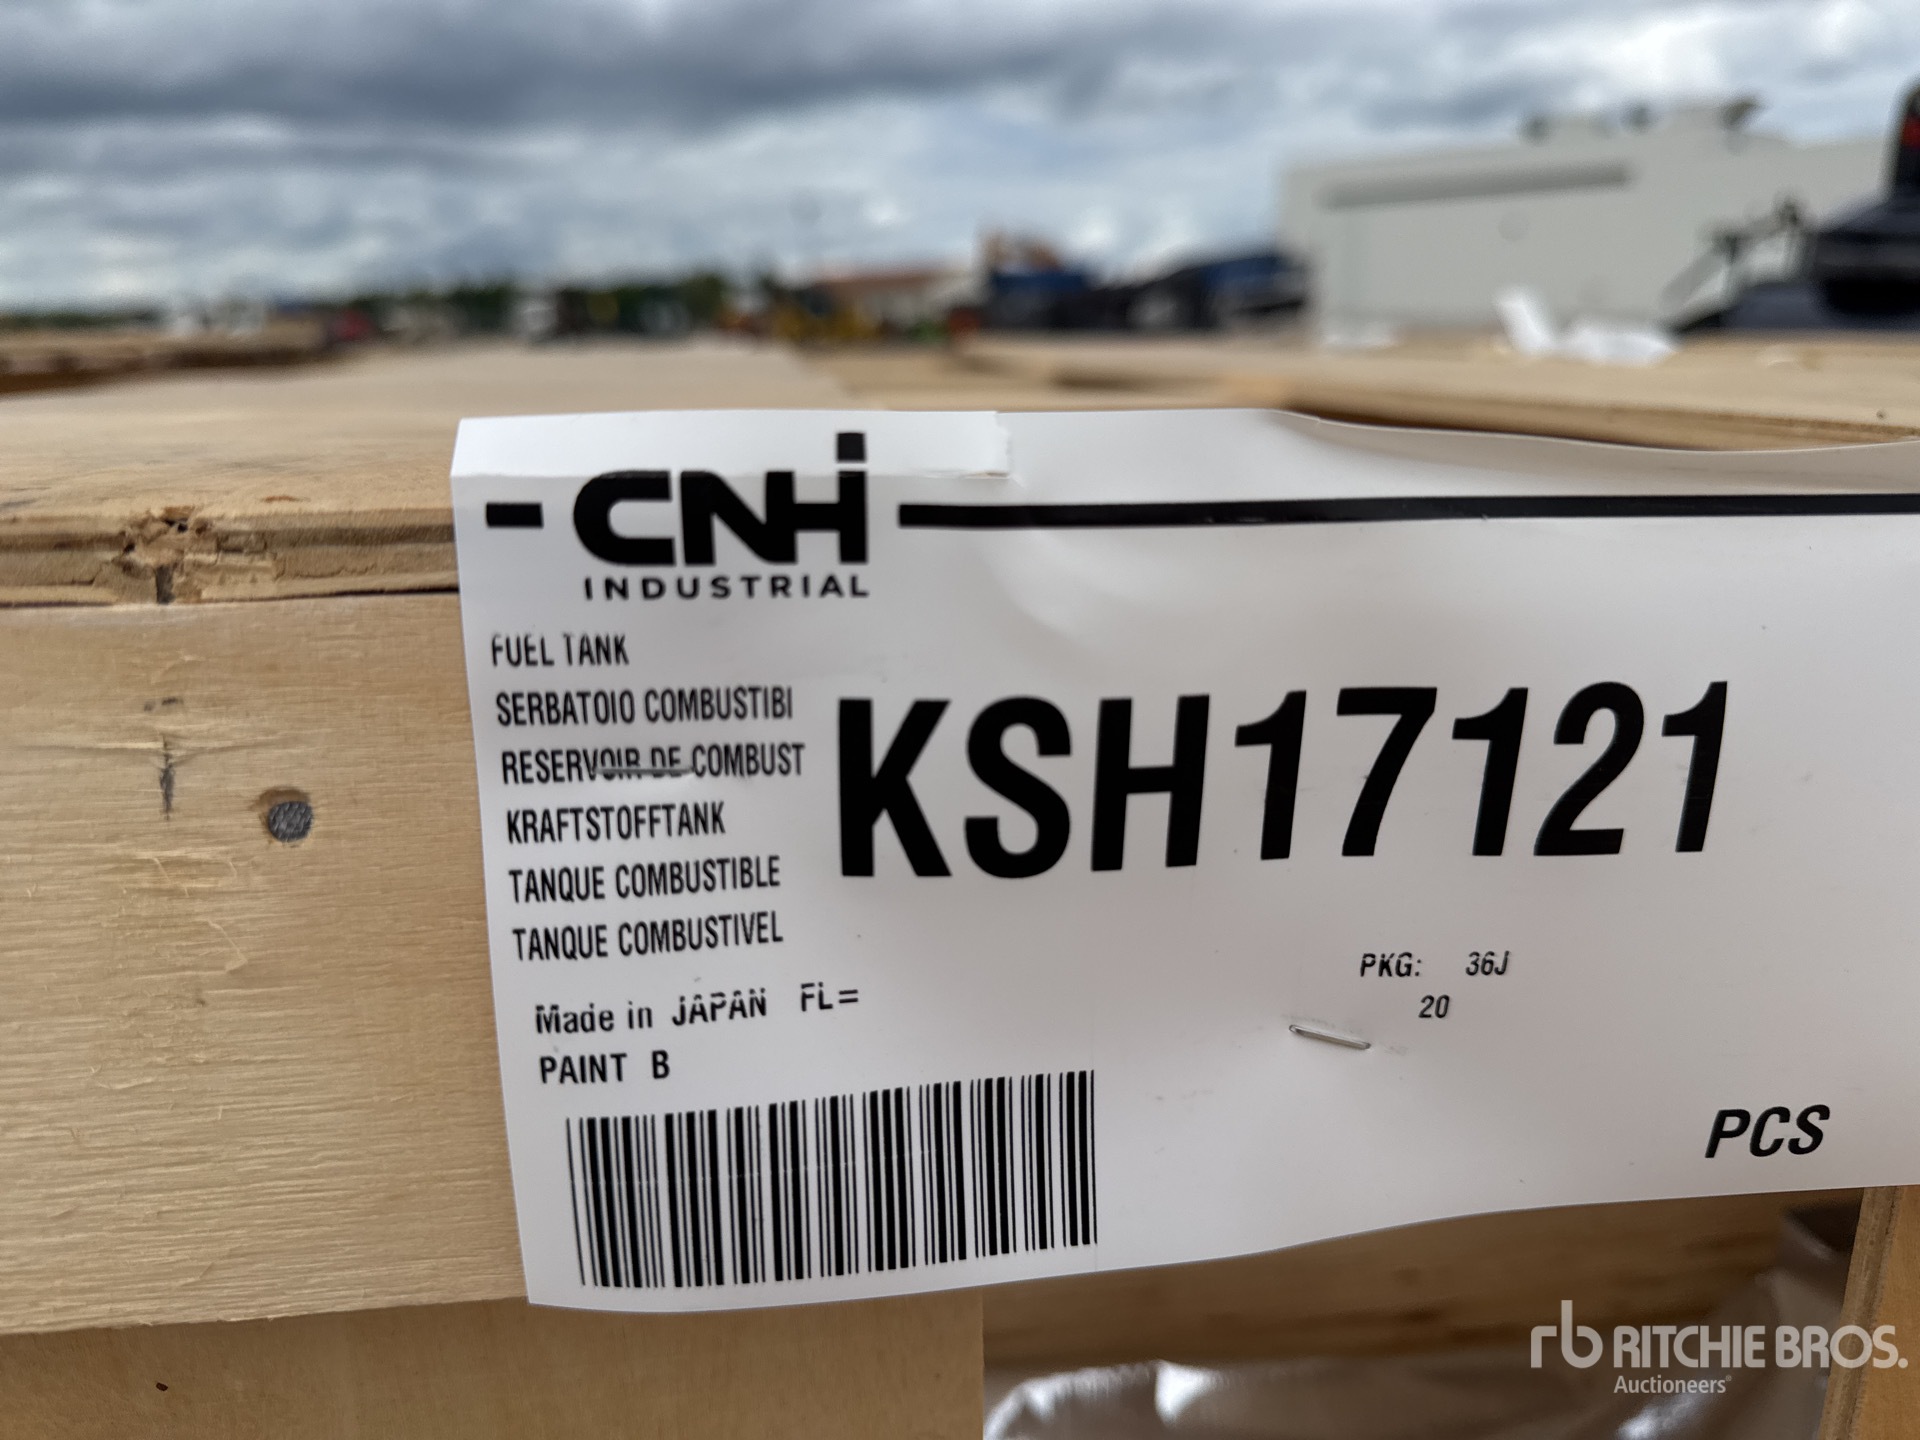 CNH
INDUSTRIAL
FUEL TANK
SERBATOIO COMBUSTIBI
RESERVOIR DE COMBUST
KRAFTSTOFFTANK
TANQUE COMBUSTIBLE
TANQUE COMBUSTIVEL
KSH17121
Made in JAPAN FL=
PAINT B
PKG: 36J
20
PCS
rb RITCHIE BROS.
Auctioneers